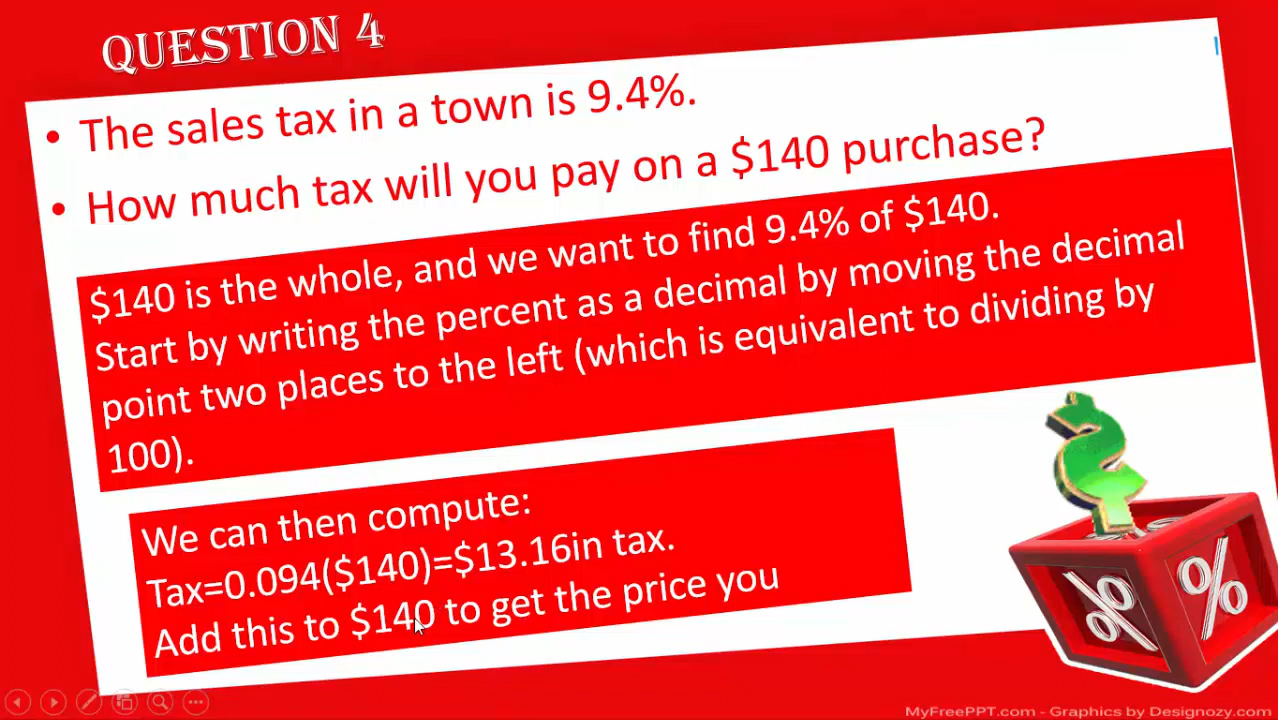 QUESTION 4
• The sales tax in a town is 9.4%.
• How much tax will you pay on a $140 purchase?
$140 is the whole, and we want to find 9.4% of $140.
Start by writing the percent as a decimal by moving the decimal
point two places to the left (which is equivalent to dividing by
100).
We can then compute:
Tax=0.094($140)=$13.16in tax.
Add this to $140 to get the price you
% %
MyFreePPT.com - Graphics by Designozy.com